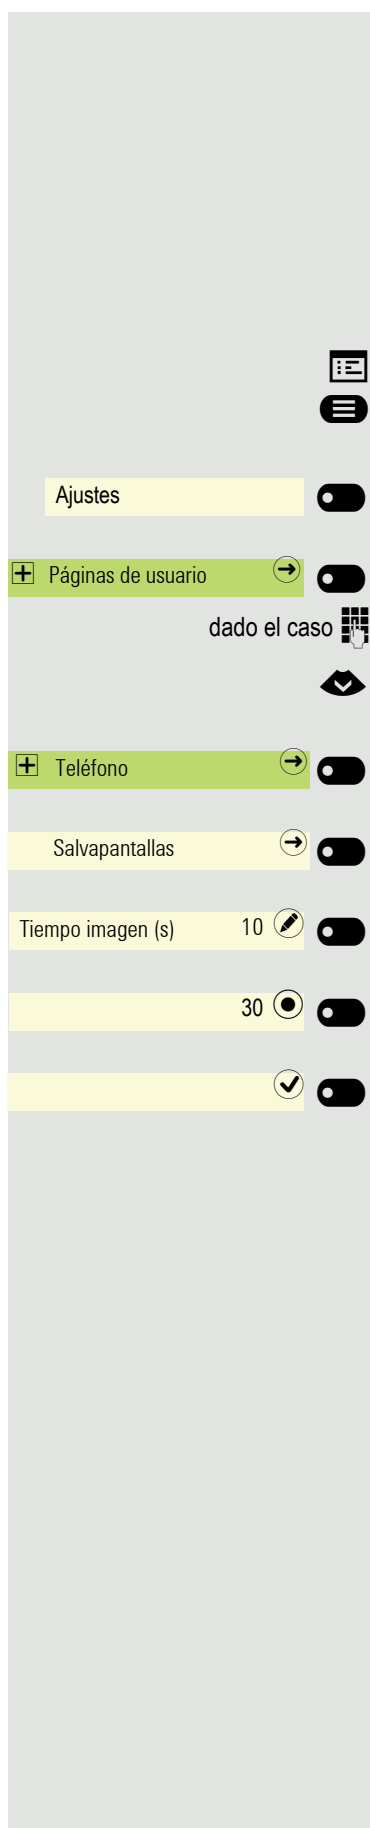 Ajustes
Páginas de usuario
dado el caso
Teléfono
Salvapantallas
Tiempo imagen (s) 10
30